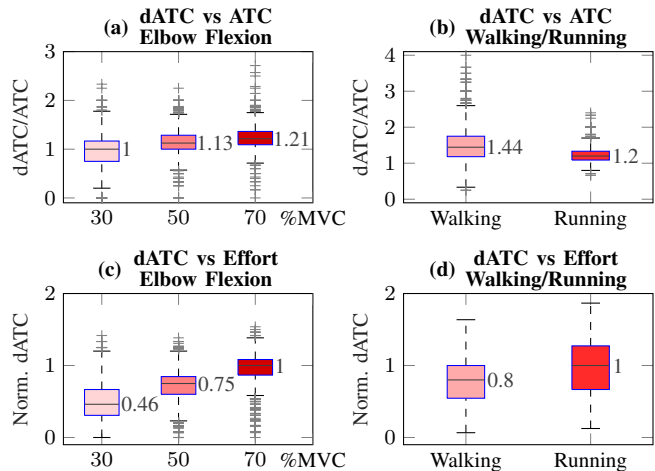 (a) dATC vs ATC
Elbow Flexion
dATC/ATC
3
2
1
0
1
1.13
1.21
30 50 70 %MVC
(b) dATC vs ATC
Walking/Running
dATC/ATC
4
3
2
1
0
1.44
1.2
Walking Running
(c) dATC vs Effort
Elbow Flexion
Norm. dATC
2
1
0
0.46
0.75
1
30 50 70 %MVC
(d) dATC vs Effort
Walking/Running
Norm. dATC
2
1
0
0.8
1
Walking Running